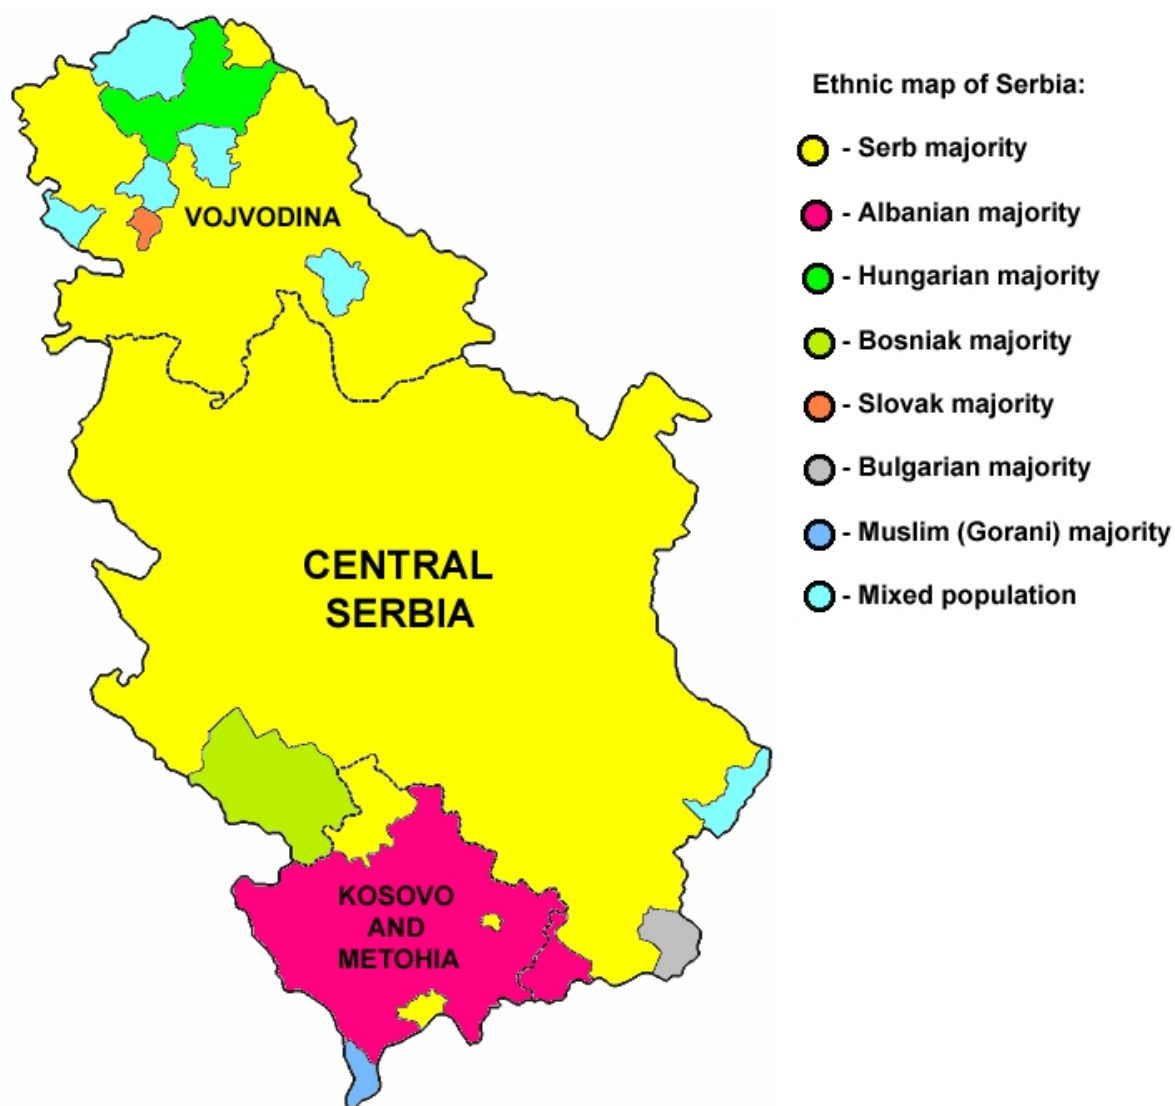 Ethnic map of Serbia:
- Serb majority
- Albanian majority
- Hungarian majority
- Bosniak majority
- Slovak majority
- Bulgarian majority
- Muslim (Gorani) majority
- Mixed population
VOJVODINA
CENTRAL
SERBIA
KOSOVO
AND
METOHIA